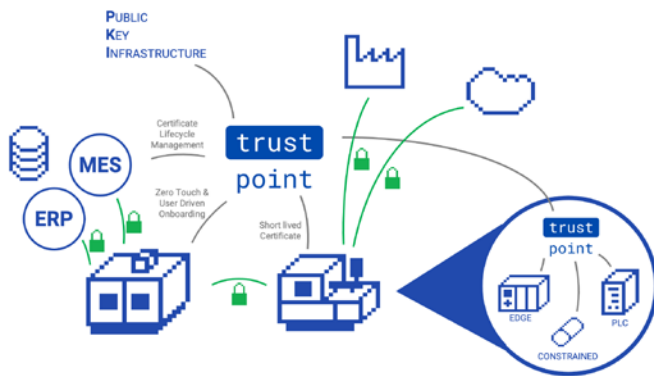 PUBLIC
KEY
INFRASTRUCTURE
Certificate
Lifecycle
Management
trust
point
MES
ERP
Zero Touch &
User Driven
Onboarding
Short lived
Certificate
trust
point
EDGE
PLC
CONSTRAINED